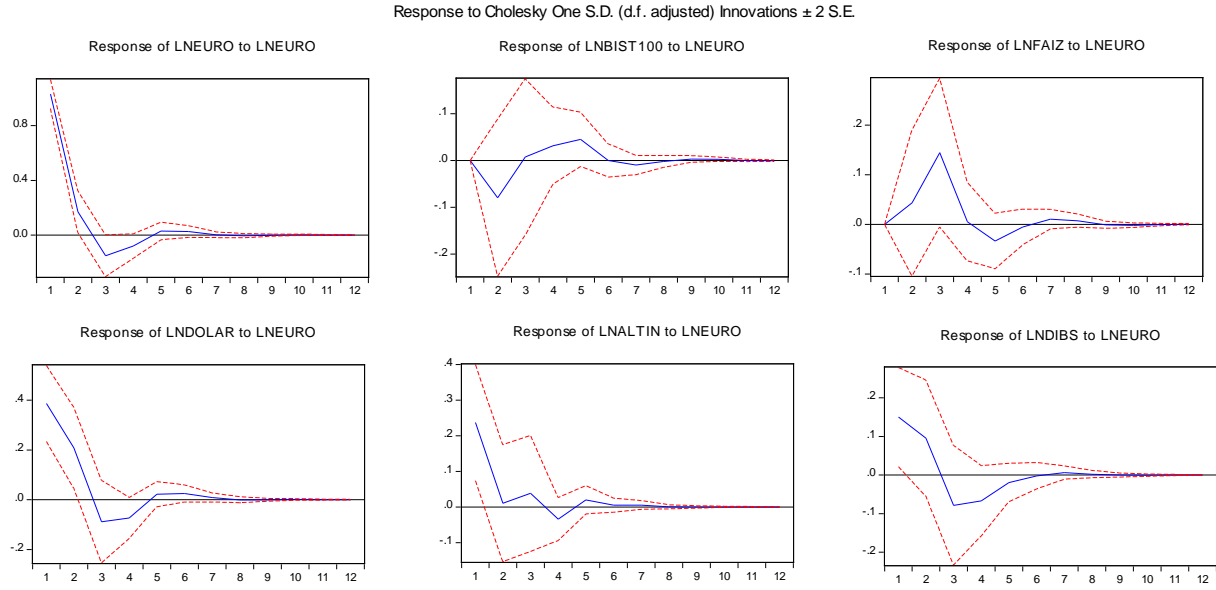 Response to Cholesky One S.D. (d.f. adjusted) Innovations ± 2 S.E.
Response of LNEURO to LNEURO
0.8
0.0
1 2 3 4 5 6 7 8 9 10 11 12
Response of LNBIST100 to LNEURO
.1
.0
-.1
-.2
1 2 3 4 5 6 7 8 9 10 11 12
Response of LNFAIZ to LNEURO
.2
.1
.0
-.1
1 2 3 4 5 6 7 8 9 10 11 12
Response of LNDOLAR to LNEURO
.4
.2
.0
-.2
1 2 3 4 5 6 7 8 9 10 11 12
Response of LNALTIN to LNEURO
.4
.3
.2
.1
.0
-.1
1 2 3 4 5 6 7 8 9 10 11 12
Response of LNDIBS to LNEURO
.2
.1
.0
-.1
-.2
1 2 3 4 5 6 7 8 9 10 11 12